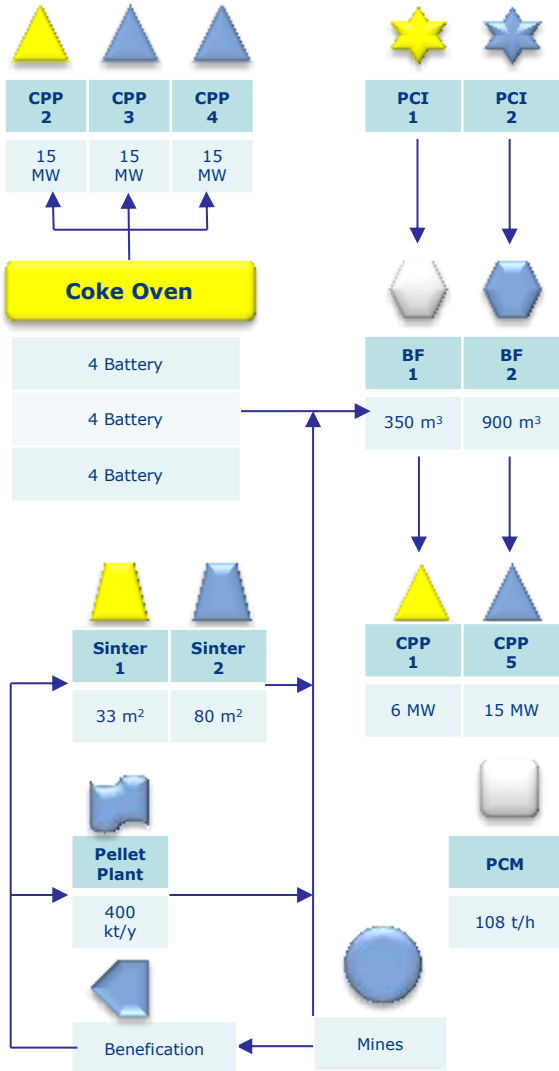 CPP
2
CPP
3
CPP
4
15
MW
15
MW
15
MW
PCI
1
PCI
2
Coke Oven
4 Battery
4 Battery
4 Battery
BF
1
BF
2
350 m³
900 m³
Sinter
1
Sinter
2
33 m²
80 m²
CPP
1
CPP
5
6 MW
15 MW
Pellet
Plant
400
kt/y
PCM
108 t/h
Benefication
Mines